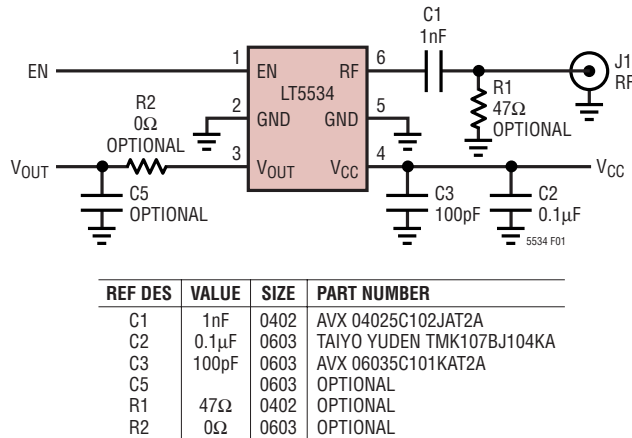 C1
1nF
J1
RF
EN
1
EN
RF
6
R1
47Ω
OPTIONAL
LT5534
R2
0Ω
OPTIONAL
2
GND
GND
5
VOUT
3
VOUT
VCC
4
VCC
C5
OPTIONAL
C3
100pF
C2
0.1µF
5534 F01
REF DES VALUE SIZE PART NUMBER
C1 1nF 0402 AVX 04025C102JAT2A
C2 0.1µF 0603 TAIYO YUDEN TMK107BJ104KA
C3 100pF 0603 AVX 06035C101KAT2A
C5 0603 OPTIONAL
R1 47Ω 0402 OPTIONAL
R2 0Ω 0603 OPTIONAL